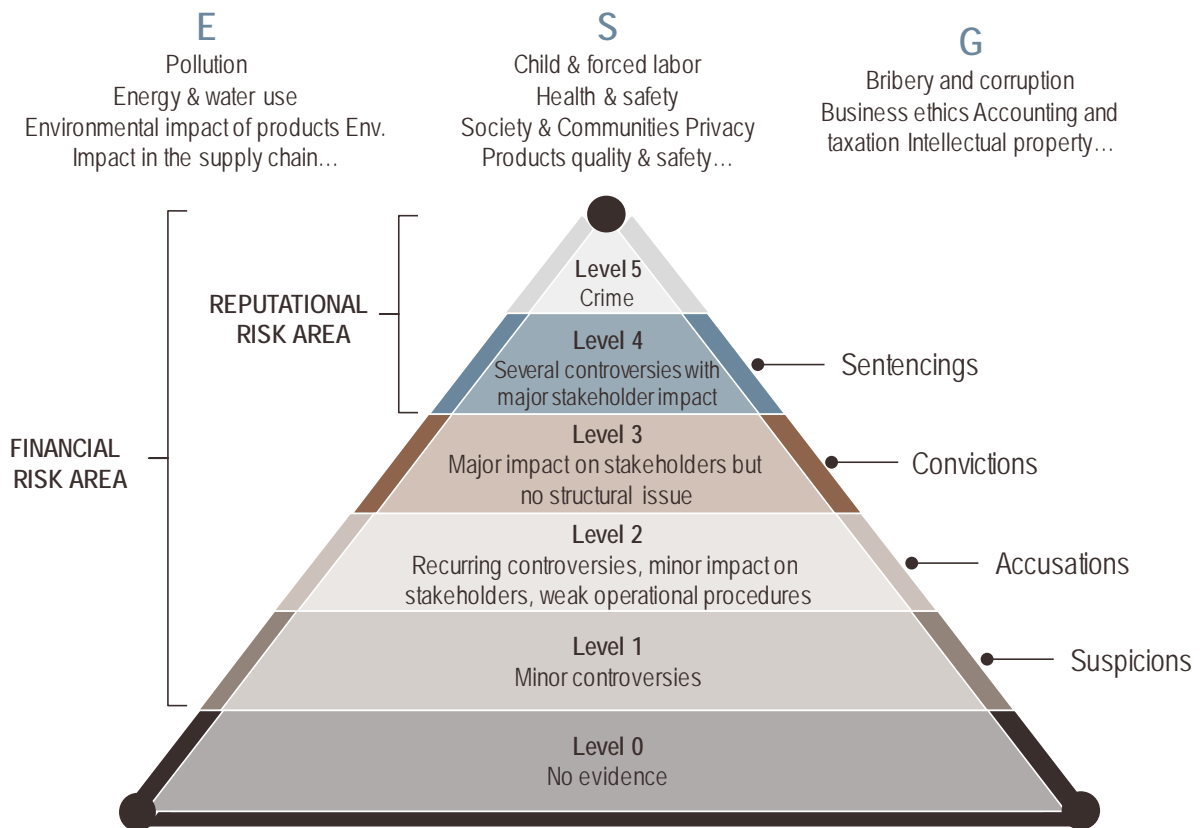 E
Pollution
Energy & water use
Environmental impact of products Env.
Impact in the supply chain…
S
Child & forced labor
Health & safety
Society & Communities Privacy
Products quality & safety…
G
Bribery and corruption
Business ethics Accounting and
taxation Intellectual property…
REPUTATIONAL
RISK AREA
FINANCIAL
RISK AREA
Level 5
Crime
Level 4
Several controversies with
major stakeholder impact
Sentencings
Level 3
Major impact on stakeholders but
no structural issue
Convictions
Level 2
Recurring controversies, minor impact on
stakeholders, weak operational procedures
Accusations
Level 1
Minor controversies
Suspicions
Level 0
No evidence